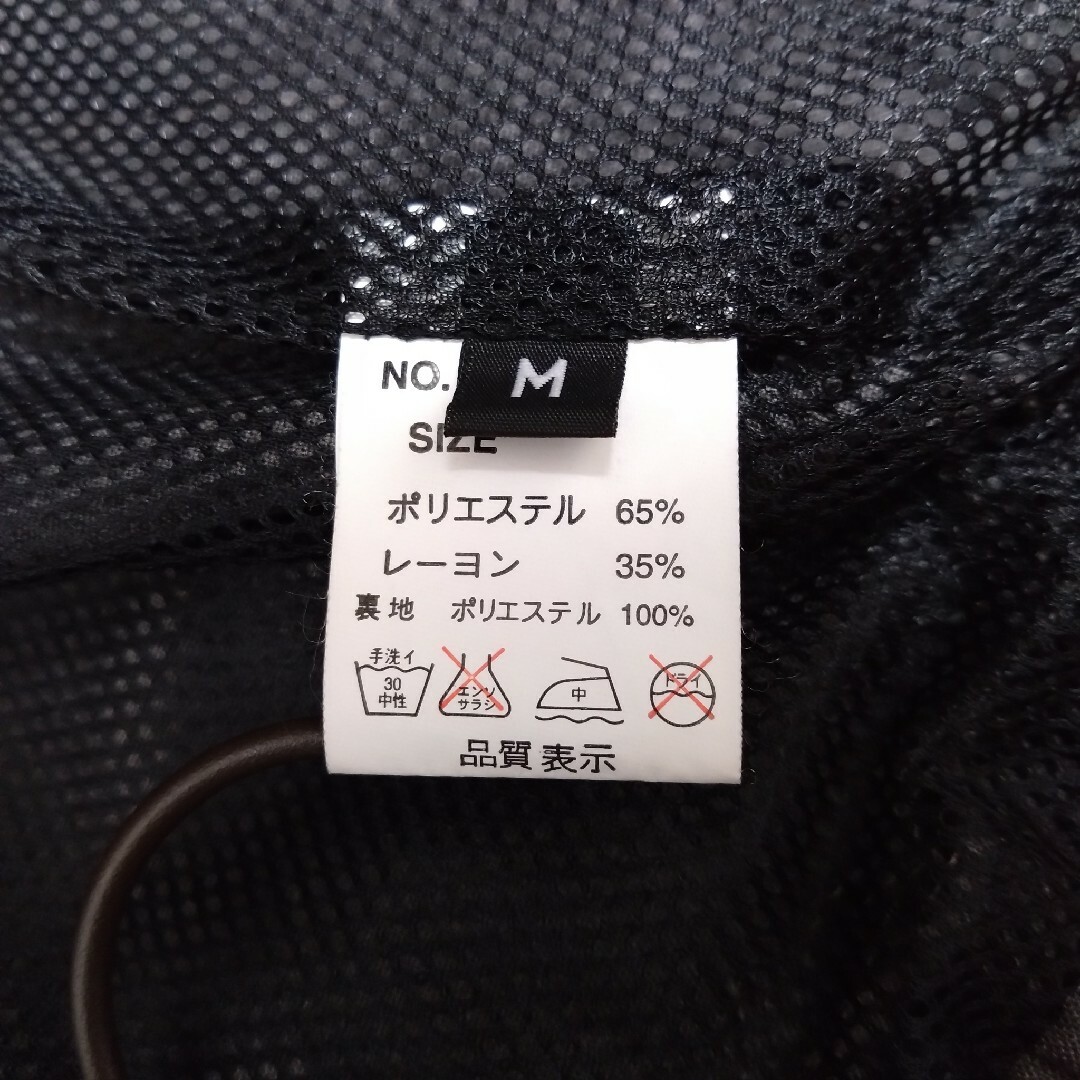 NO.
M
SIZE
ポリエステル 65%
レーヨン 35%
裏地 ポリエステル 100%
手洗イ
30
中性
エンソ
サラシ
中
ドライ
品質表示